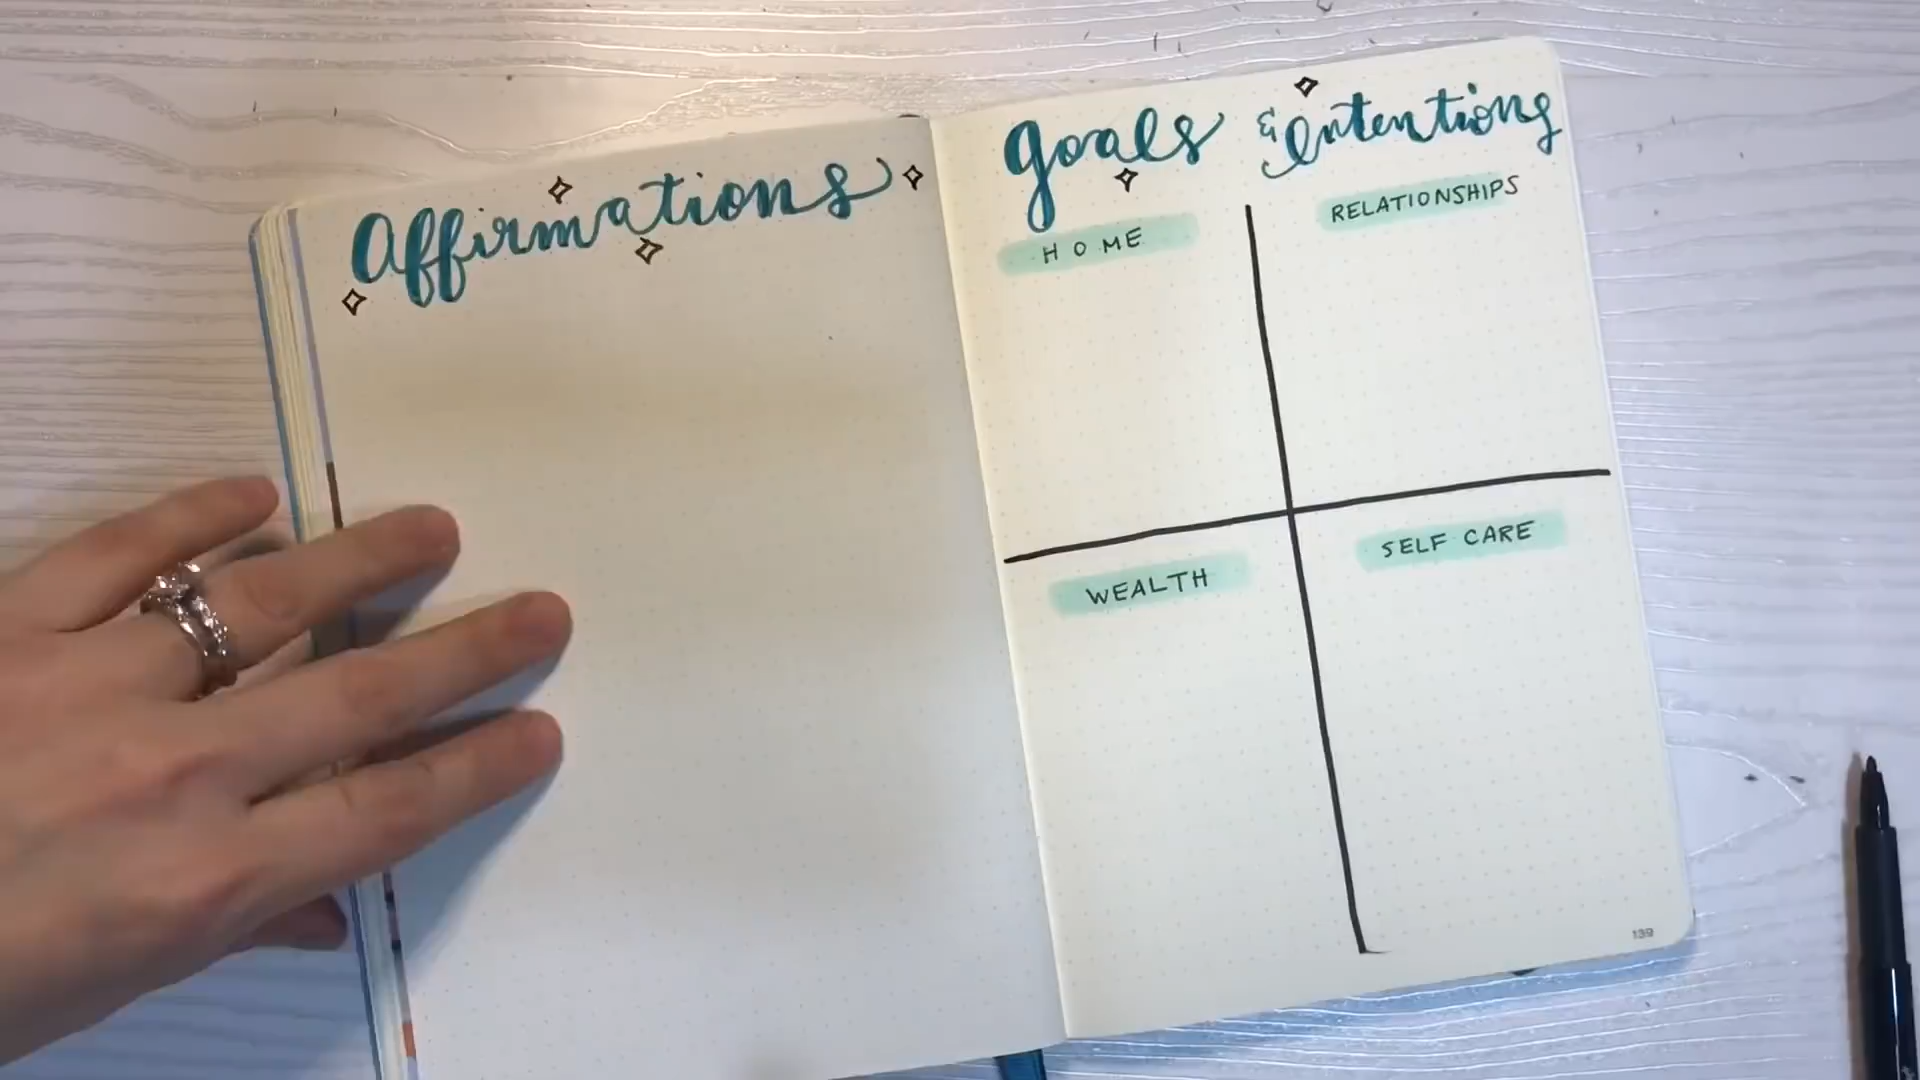 Affirmations
goals & Intentions
HOME
RELATIONSHIPS
WEALTH
SELF CARE
139